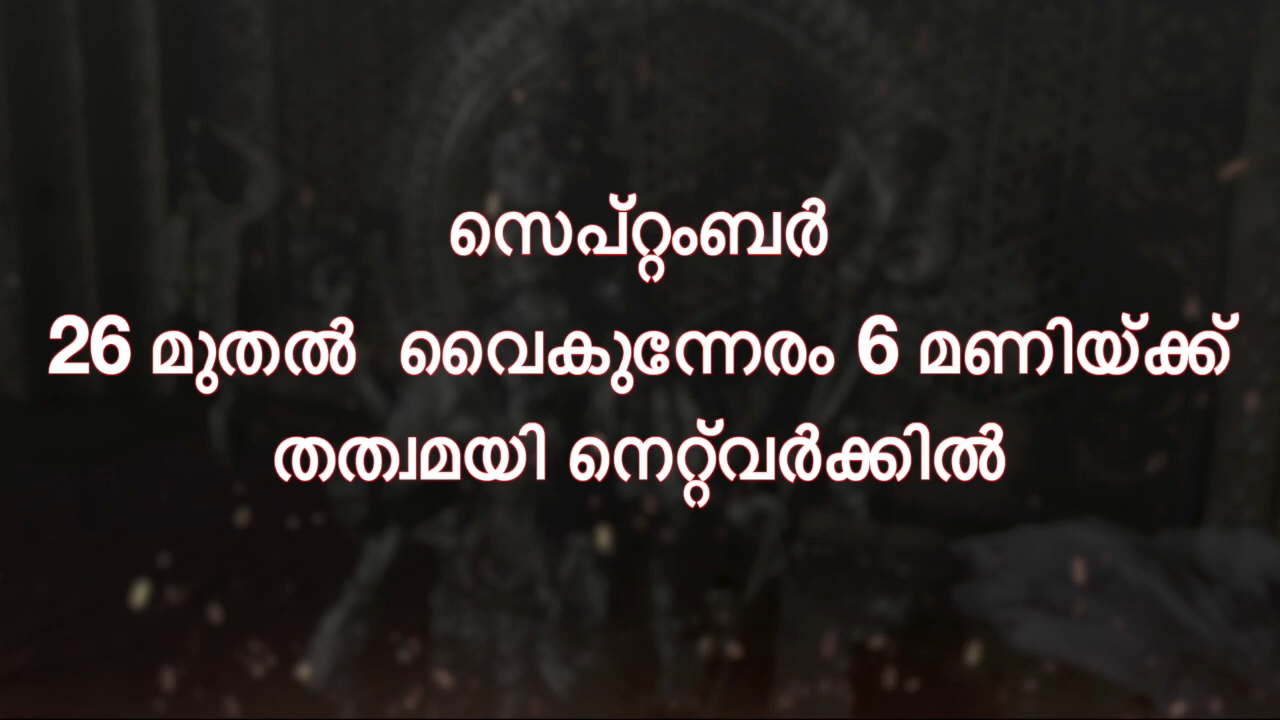 സെപ്റ്റംബർ
26 മുതൽ വൈകുന്നേരം 6 മണിയ്ക്ക്
തത്വമയി നെറ്റ്‌വർക്കിൽ